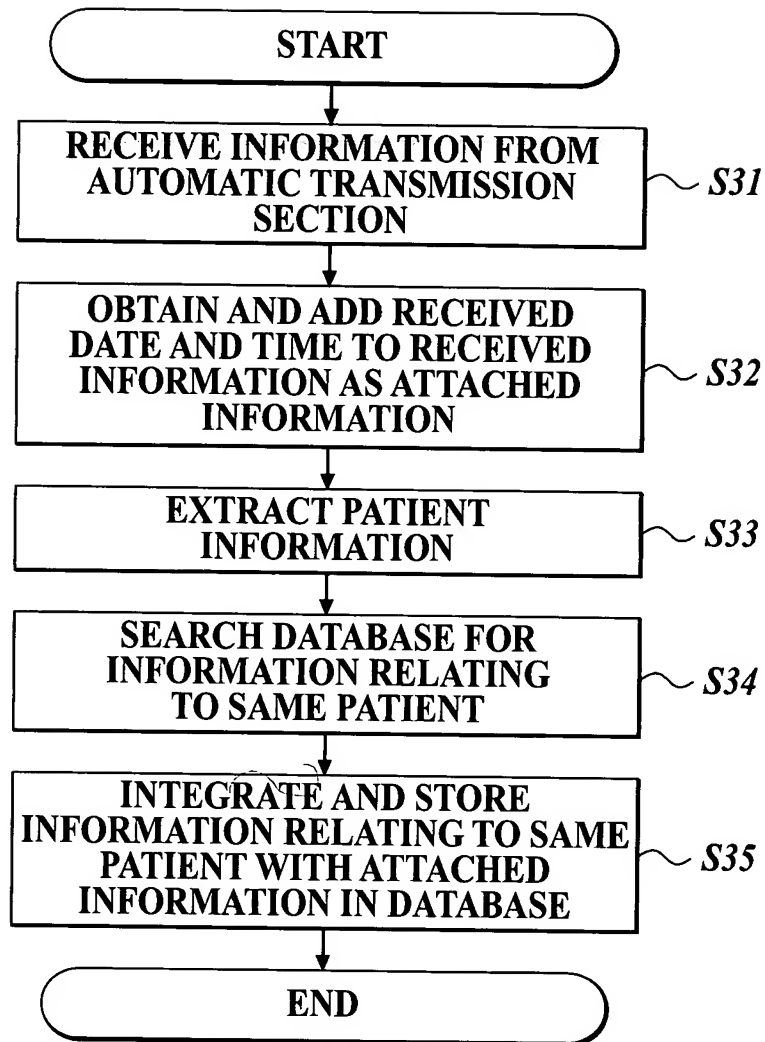 START
RECEIVE INFORMATION FROM
AUTOMATIC TRANSMISSION
SECTION
S31
OBTAIN AND ADD RECEIVED
DATE AND TIME TO RECEIVED
INFORMATION AS ATTACHED
INFORMATION
S32
EXTRACT PATIENT
INFORMATION
S33
SEARCH DATABASE FOR
INFORMATION RELATING
TO SAME PATIENT
S34
INTEGRATE AND STORE
INFORMATION RELATING TO SAME
PATIENT WITH ATTACHED
INFORMATION IN DATABASE
S35
END